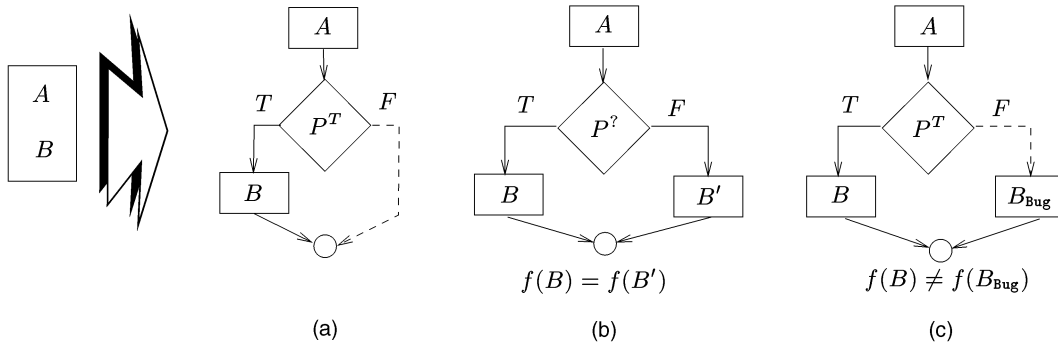 A
B
A
T
F
P^T
B
(a)
A
T
F
P^?
B
B′
f(B) = f(B′)
(b)
A
T
F
P^T
B
B_Bug
f(B) ≠ f(B_Bug)
(c)